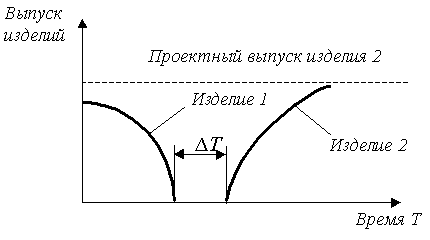 Выпуск
изделий
Проектный выпуск изделия 2
Изделие 1
ΔT
Изделие 2
Время T